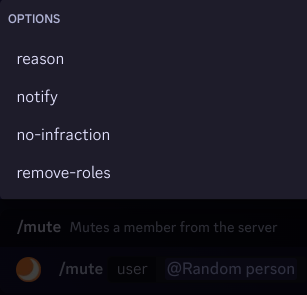 OPTIONS
reason
notify
no-infraction
remove-roles
/mute Mutes a member from the server
/mute user @Random person